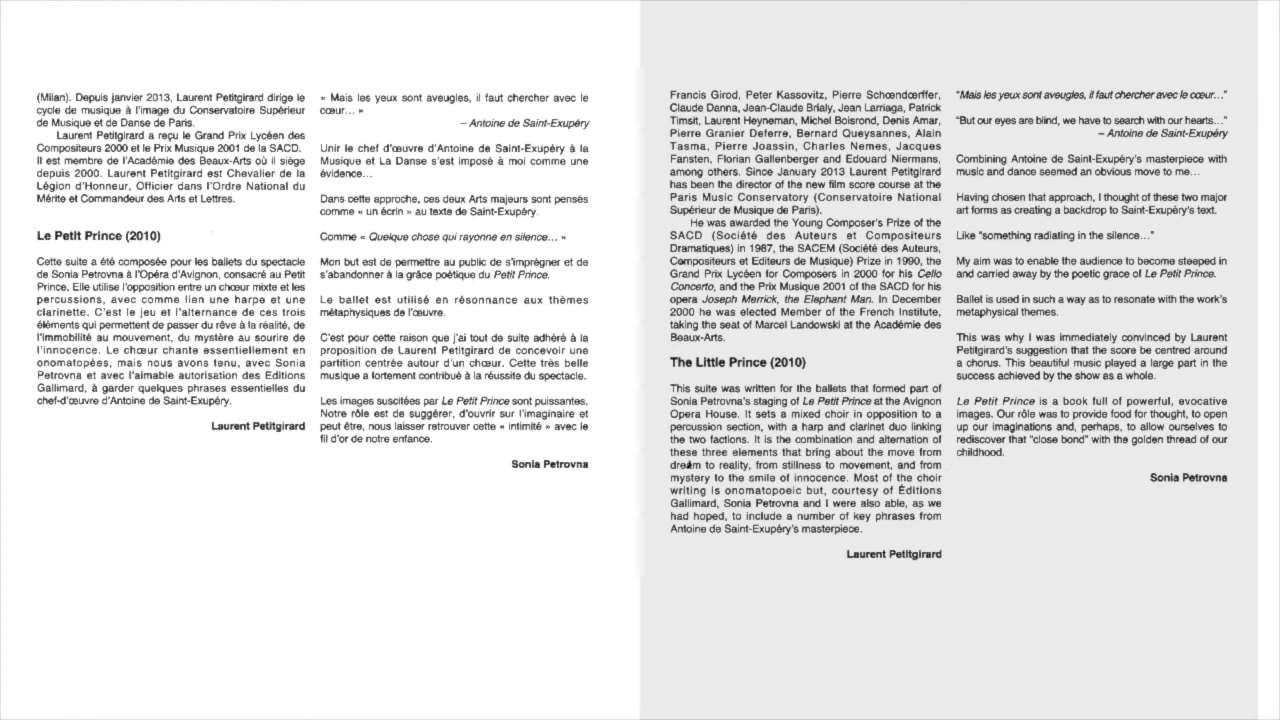 (Milan). Depuis janvier 2013, Laurent Petitgirard dirige le
cycle de musique à l'image du Conservatoire Supérieur
de Musique et de Danse de Paris.
Laurent Petitgirard a reçu le Grand Prix Lycéen des
Compositeurs 2000 et le Prix Musique 2001 de la SACD.
Il est membre de l'Académie des Beaux-Arts où il siège
depuis 2000. Laurent Petitgirard est Chevalier de la
Légion d'Honneur, Officier dans l'Ordre National du
Mérite et Commandeur des Arts et Lettres.
Le Petit Prince (2010)
Cette suite a été composée pour les ballets du spectacle
de Sonia Petrovna à l'Opéra d'Avignon, consacré au Petit
Prince. Elle utilise l'opposition entre un chœur mixte et les
percussions, avec comme lien une harpe et une
clarinette. C'est le jeu et l'alternance de ces trois
éléments qui permettent de passer du rêve à la réalité, de
l'immobilité au mouvement, du mystère au sourire de
l'innocence. Le chœur chante essentiellement en
onomatopées, mais nous avons tenu, avec Sonia
Petrovna et avec l'aimable autorisation des Editions
Gallimard, à garder quelques phrases essentielles du
chef-d'œuvre d'Antoine de Saint-Exupéry.
Laurent Petitgirard
« Mais les yeux sont aveugles, il faut chercher avec le
cœur... »
– Antoine de Saint-Exupéry
Unir le chef d'œuvre d'Antoine de Saint-Exupéry à la
Musique et La Danse s'est imposé à moi comme une
évidence...
Dans cette approche, ces deux Arts majeurs sont pensés
comme « un écrin » au texte de Saint-Exupéry.
Comme « Quelque chose qui rayonne en silence... »
Mon but est de permettre au public de s'imprégner et de
s'abandonner à la grâce poétique du Petit Prince.
Le ballet est utilisé en résonnance aux thèmes
métaphysiques de l'œuvre.
C'est pour cette raison que j'ai tout de suite adhéré à la
proposition de Laurent Petitgirard de concevoir une
partition centrée autour d'un chœur. Cette très belle
musique a fortement contribué à la réussite du spectacle.
Les images suscitées par Le Petit Prince sont puissantes.
Notre rôle est de suggérer, d'ouvrir sur l'imaginaire et
peut être, nous laisser retrouver cette « intimité » avec le
fil d'or de notre enfance.
Sonia Petrovna
Francis Girod, Peter Kassovitz, Pierre Schœndœrffer,
Claude Danna, Jean-Claude Brialy, Jean Larriaga, Patrick
Timsit, Laurent Heyneman, Michel Boisrond, Denis Amar,
Pierre Granier Deferre, Bernard Queysannes, Alain
Tasma, Pierre Joassin, Charles Nemes, Jacques
Fansten, Florian Gallenberger and Edouard Niermans,
among others. Since January 2013 Laurent Petitgirard
has been the director of the new film score course at the
Paris Music Conservatory (Conservatoire National
Supérieur de Musique de Paris).
He was awarded the Young Composer's Prize of the
SACD (Société des Auteurs et Compositeurs
Dramatiques) in 1987, the SACEM (Société des Auteurs,
Compositeurs et Editeurs de Musique) Prize in 1990, the
Grand Prix Lycéen for Composers in 2000 for his Cello
Concerto, and the Prix Musique 2001 of the SACD for his
opera Joseph Merrick, the Elephant Man. In December
2000 he was elected Member of the French Institute,
taking the seat of Marcel Landowski at the Académie des
Beaux-Arts.
The Little Prince (2010)
This suite was written for the ballets that formed part of
Sonia Petrovna's staging of Le Petit Prince at the Avignon
Opera House. It sets a mixed choir in opposition to a
percussion section, with a harp and clarinet duo linking
the two factions. It is the combination and alternation of
these three elements that bring about the move from
dream to reality, from stillness to movement, and from
mystery to the smile of innocence. Most of the choir
writing is onomatopoeic but, courtesy of Éditions
Gallimard, Sonia Petrovna and I were also able, as we
had hoped, to include a number of key phrases from
Antoine de Saint-Exupéry's masterpiece.
Laurent Petitgirard
“Mais les yeux sont aveugles, il faut chercher avec le cœur...”
“But our eyes are blind, we have to search with our hearts...”
– Antoine de Saint-Exupéry
Combining Antoine de Saint-Exupéry's masterpiece with
music and dance seemed an obvious move to me...
Having chosen that approach, I thought of these two major
art forms as creating a backdrop to Saint-Exupéry's text.
Like “something radiating in the silence...”
My aim was to enable the audience to become steeped in
and carried away by the poetic grace of Le Petit Prince.
Ballet is used in such a way as to resonate with the work's
metaphysical themes.
This was why I was immediately convinced by Laurent
Petitgirard's suggestion that the score be centred around
a chorus. This beautiful music played a large part in the
success achieved by the show as a whole.
Le Petit Prince is a book full of powerful, evocative
images. Our rôle was to provide food for thought, to open
up our imaginations and, perhaps, to allow ourselves to
rediscover that “close bond” with the golden thread of our
childhood.
Sonia Petrovna